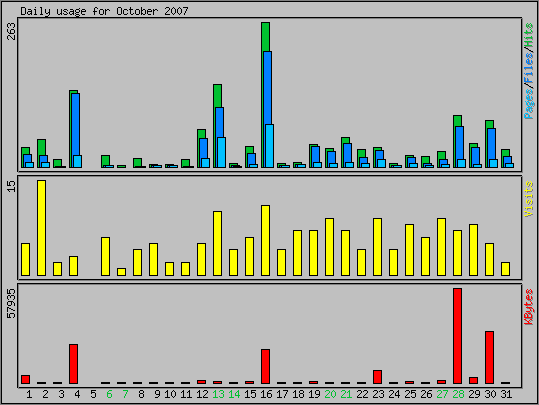 Daily usage for October 2007
263
Pages/Files/Hits
15
Visits
57935
KBytes
1 2 3 4 5 6 7 8 9 10 11 12 13 14 15 16 17 18 19 20 21 22 23 24 25 26 27 28 29 30 31